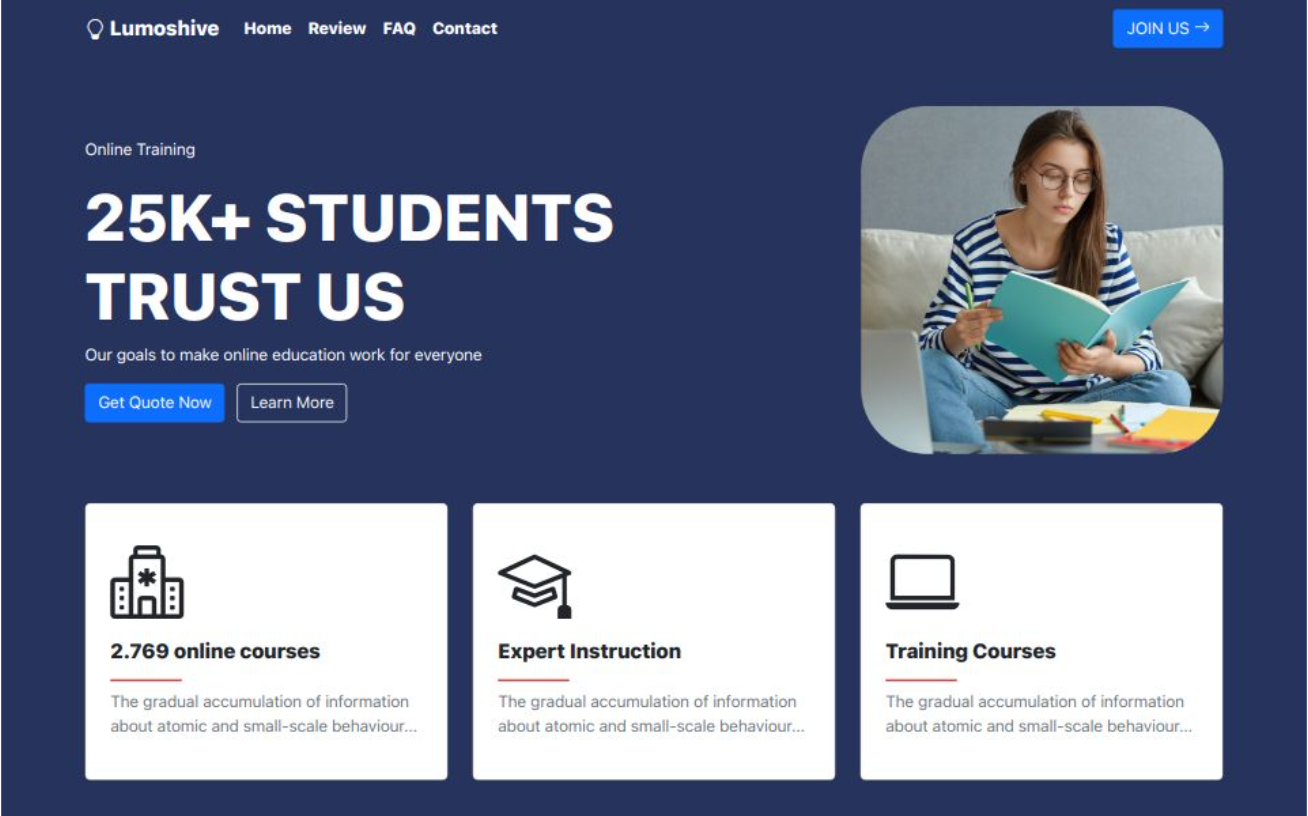 Lumoshive Home Review FAQ Contact JOIN US →
Online Training
25K+ STUDENTS
TRUST US
Our goals to make online education work for everyone
Get Quote Now Learn More
2.769 online courses
The gradual accumulation of information
about atomic and small-scale behaviour...
Expert Instruction
The gradual accumulation of information
about atomic and small-scale behaviour...
Training Courses
The gradual accumulation of information
about atomic and small-scale behaviour...